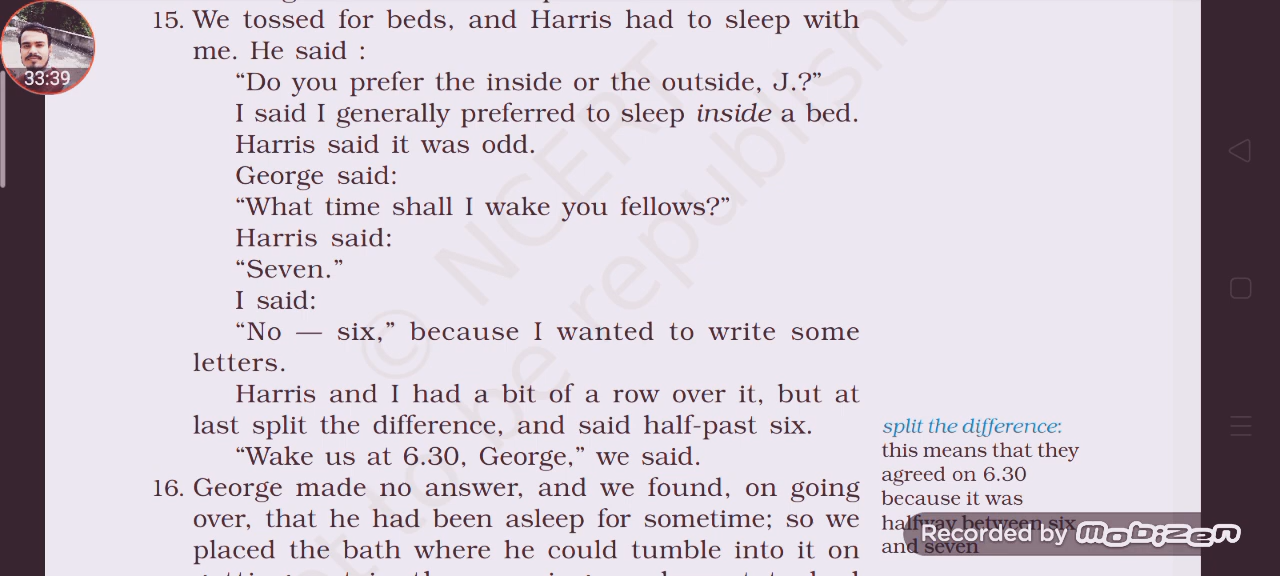 15. We tossed for beds, and Harris had to sleep with
me. He said :
“Do you prefer the inside or the outside, J.?”
I said I generally preferred to sleep inside a bed.
Harris said it was odd.
George said:
“What time shall I wake you fellows?”
Harris said:
“Seven.”
I said:
“No — six,” because I wanted to write some
letters.
Harris and I had a bit of a row over it, but at
last split the difference, and said half-past six.
“Wake us at 6.30, George,” we said.
16. George made no answer, and we found, on going
over, that he had been asleep for sometime; so we
placed the bath where he could tumble into it on
split the difference:
this means that they
agreed on 6.30
because it was
halfway between six
and seven
33:39
© NCERT
not to be republished
Recorded by mobizen